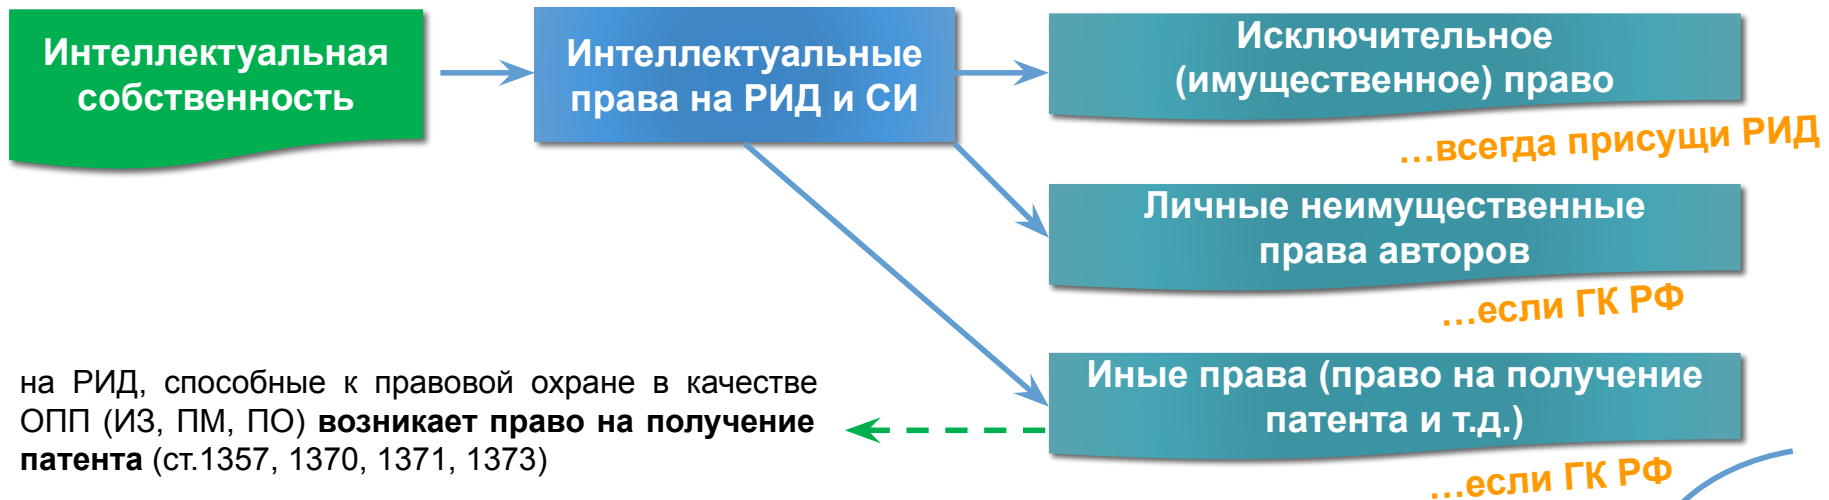 Интеллектуальная
собственность
Интеллектуальные
права на РИД и СИ
Исключительное
(имущественное) право
…всегда присущи РИД
Личные неимущественные
права авторов
…если ГК РФ
Иные права (право на получение
патента и т.д.)
…если ГК РФ
на РИД, способные к правовой охране в качестве
ОПП (ИЗ, ПМ, ПО) возникает право на получение
патента (ст.1357, 1370, 1371, 1373)